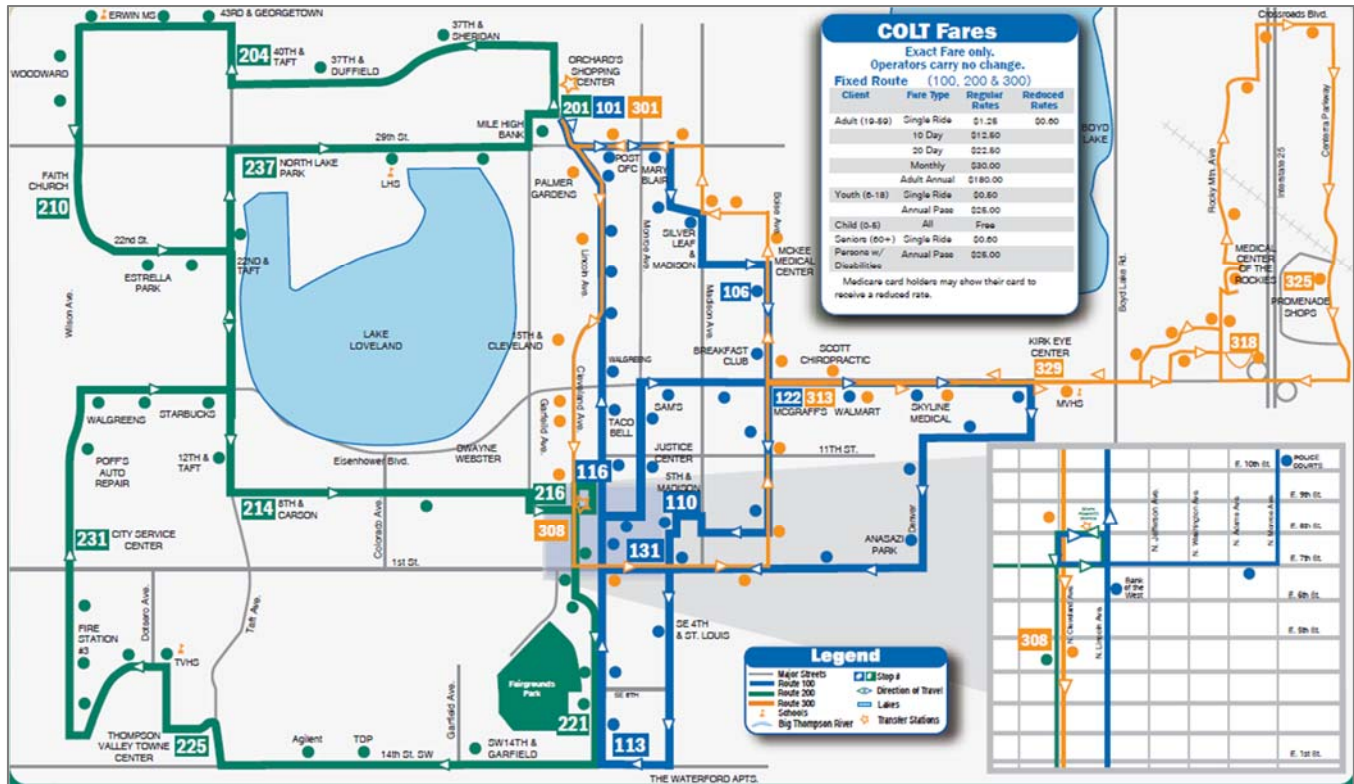 ERWIN MS
43RD & GEORGETOWN
37TH &
SHERIDAN
WOODWARD
204
40TH &
TAFT
37TH &
DUFFIELD
ORCHARD'S
SHOPPING
CENTER
201
101
301
MILE HIGH
BANK
29th St.
237
NORTH LAKE
PARK
LHS
POST
OFC
MARY
BLAIR
PALMER
GARDENS
FAITH
CHURCH
210
22nd St.
ESTRELLA
PARK
22ND &
TAFT
Wilson Ave.
LAKE
LOVELAND
Lincoln Ave.
Monroe Ave.
SILVER
LEAF
&
MADISON
Boise Ave.
MCKEE
MEDICAL
CENTER
106
Madison Ave.
15TH &
CLEVELAND
WALGREENS
BREAKFAST
CLUB
SCOTT
CHIROPRACTIC
KIRK EYE
CENTER
329
Cleveland Ave.
Garfield Ave.
TACO
BELL
SAM'S
122
313
MCGRAFF'S
WALMART
SKYLINE
MEDICAL
MVHS
WALGREENS
STARBUCKS
POFF'S
AUTO
REPAIR
12TH &
TAFT
Eisenhower Blvd.
DWAYNE
WEBSTER
JUSTICE
CENTER
11TH ST.
116
5TH &
MADISON
110
216
214
8TH &
CARSON
Colorado Ave.
308
131
231
CITY SERVICE
CENTER
1st St.
ANASAZI
PARK
Denver
Dotsero Ave.
Taft Ave.
FIRE
STATION
#3
TVHS
SE 4TH
& ST. LOUIS
Fairgrounds
Park
Garfield Ave.
SE 8TH
221
113
THOMPSON
VALLEY TOWNE
CENTER
225
Agilent
TDP
14th St. SW
SW14TH &
GARFIELD
THE WATERFORD APTS.
COLT Fares
Exact Fare only.
Operators carry no change.
Fixed Route (100, 200 & 300)
Client Fare Type Regular Rates Reduced Rates
Adult (19-59) Single Ride $1.25 $0.60
10 Day $12.50
20 Day $22.50
Monthly $30.00
Adult Annual $180.00
Youth (6-18) Single Ride $0.50
Annual Pass $25.00
Child (0-5) All Free
Seniors (60+) Single Ride $0.60
Persons w/ Disabilities Annual Pass $25.00
Medicare card holders may show their card to
receive a reduced rate.
BOYD
LAKE
Boyd Lake Rd.
Crossroads Blvd.
Rocky Mtn. Ave
Interstate 25
Centerra Parkway
MEDICAL
CENTER
OF THE
ROCKIES
325
PROMENADE
SHOPS
318
Legend
Major Streets
Route 100
Route 200
Route 300
Schools
Big Thompson River
Stop #
Direction of Travel
Lakes
Transfer Stations
E. 10th St.
POLICE
COURTS
E. 9th St.
E. 8th St.
E. 7th St.
E. 6th St.
E. 5th St.
E. 1st St.
N. Jefferson Ave.
N. Washington Ave.
N. Adams Ave
N. Monroe Ave.
N. Cleveland Ave.
N. Lincoln Ave.
Bank
of the
West
308